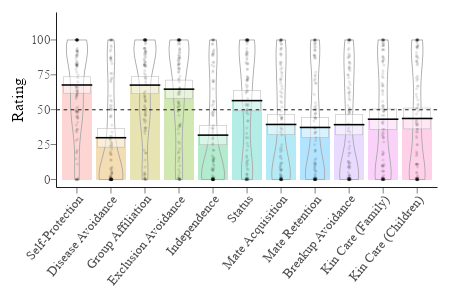 Rating
100
75
50
25
0
Self-Protection
Disease Avoidance
Group Affiliation
Exclusion Avoidance
Independence
Status
Mate Acquisition
Mate Retention
Breakup Avoidance
Kin Care (Family)
Kin Care (Children)